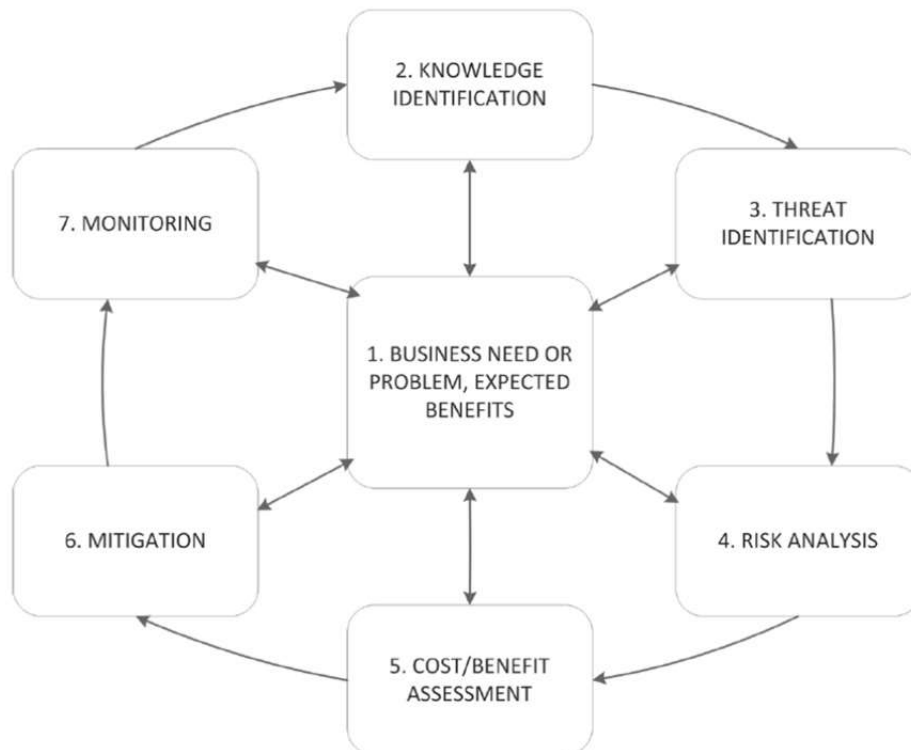 1. BUSINESS NEED OR
PROBLEM, EXPECTED
BENEFITS
2. KNOWLEDGE
IDENTIFICATION
3. THREAT
IDENTIFICATION
4. RISK ANALYSIS
5. COST/BENEFIT
ASSESSMENT
6. MITIGATION
7. MONITORING